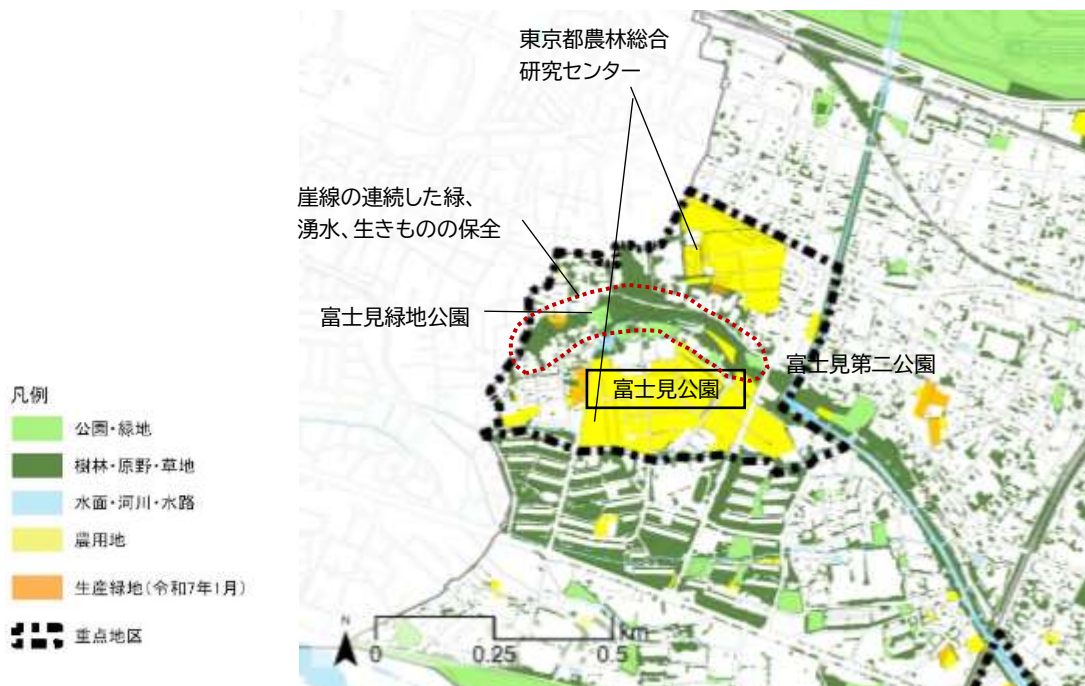 東京都農林総合
研究センター
崖線の連続した緑、
湧水、生きものの保全
富士見緑地公園
富士見第二公園
富士見公園
凡例
公園・緑地
樹林・原野・草地
水面・河川・水路
農用地
生産緑地(令和7年1月)
重点地区
N
km
0 0.25 0.5